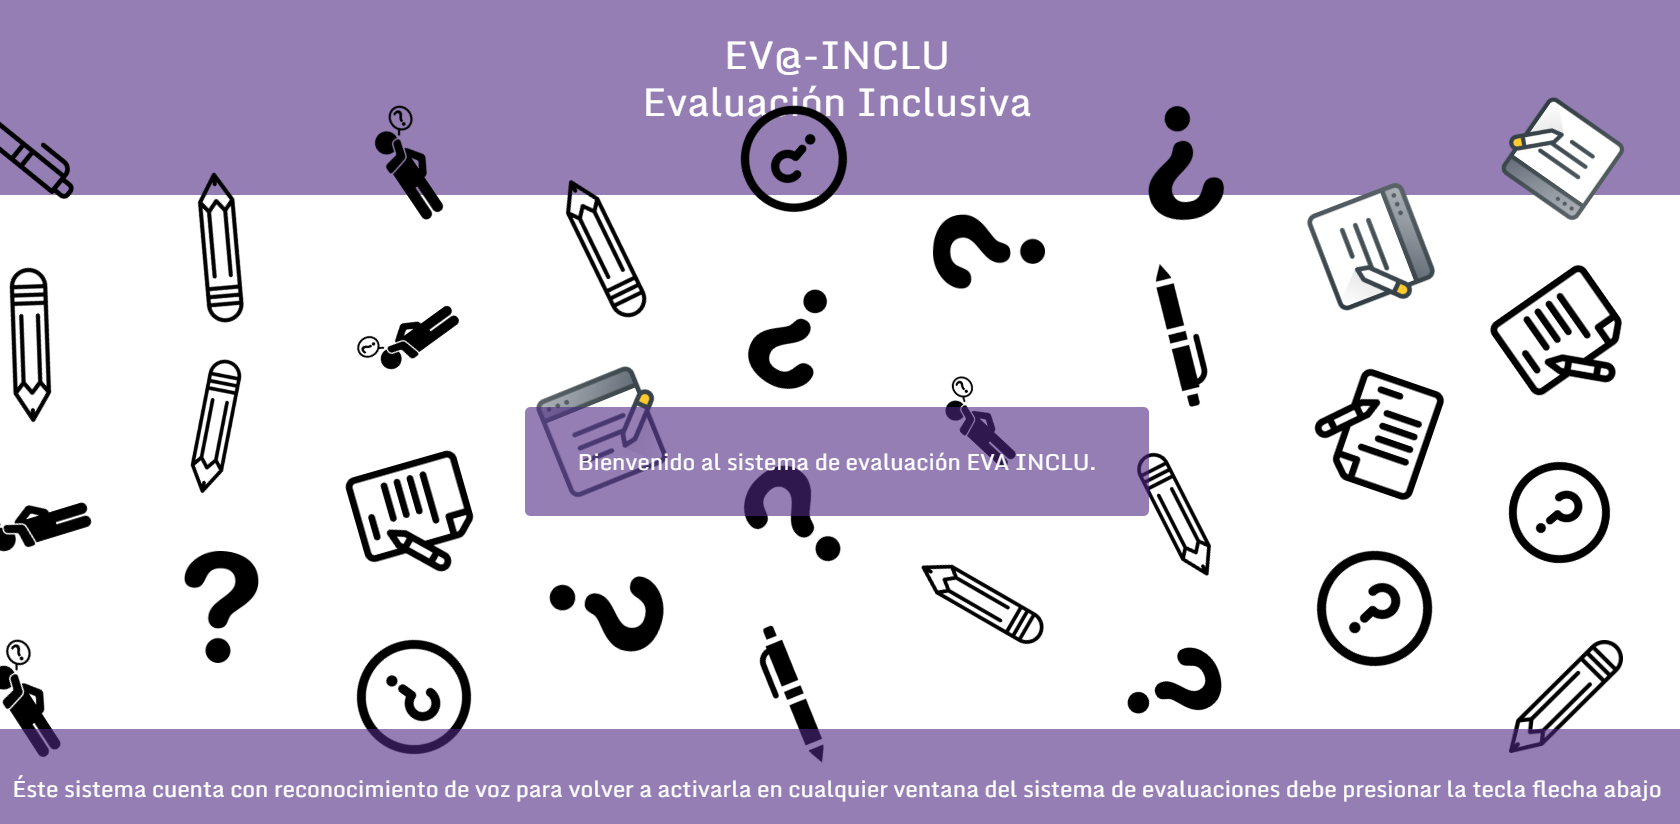 EV@-INCLU
Evaluación Inclusiva
Bienvenido al sistema de evaluación EVA INCLU.
Éste sistema cuenta con reconocimiento de voz para volver a activarla en cualquier ventana del sistema de evaluaciones debe presionar la tecla flecha abajo